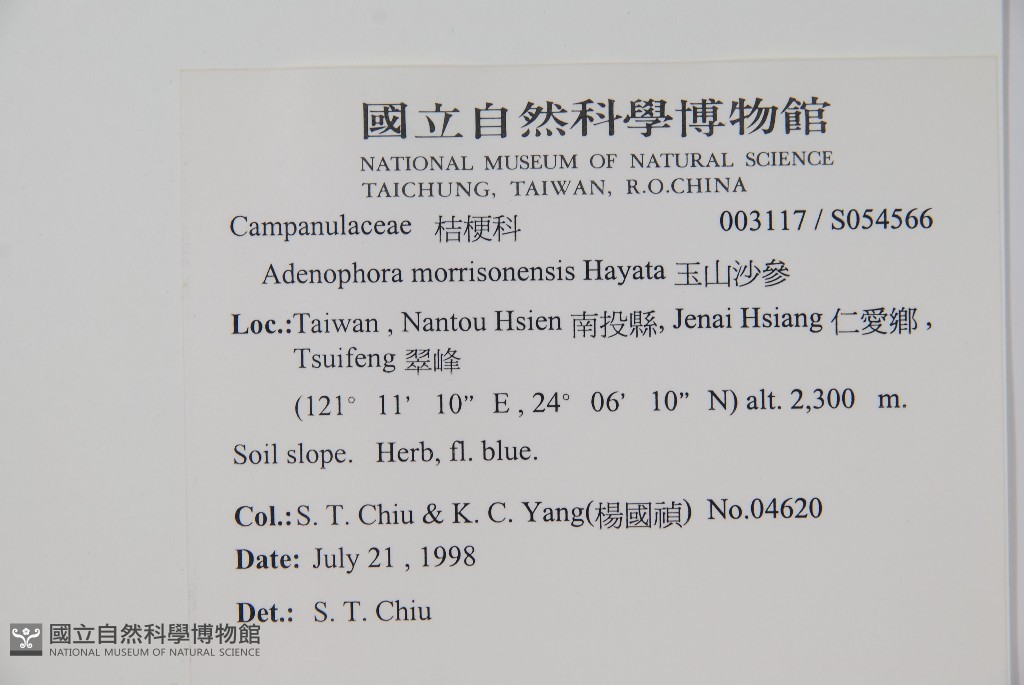 國立自然科學博物館
NATIONAL MUSEUM OF NATURAL SCIENCE
TAICHUNG, TAIWAN, R.O.CHINA
Campanulaceae 桔梗科 003117 / S054566
Adenophora morrisonensis Hayata 玉山沙參
Loc.:Taiwan , Nantou Hsien 南投縣, Jenai Hsiang 仁愛鄉 ,
Tsuifeng 翠峰
(121° 11’ 10” E , 24° 06’ 10” N) alt. 2,300 m.
Soil slope. Herb, fl. blue.
Col.: S. T. Chiu & K. C. Yang(楊國禎) No.04620
Date: July 21 , 1998
Det.: S. T. Chiu
國立自然科學博物館
NATIONAL MUSEUM OF NATURAL SCIENCE